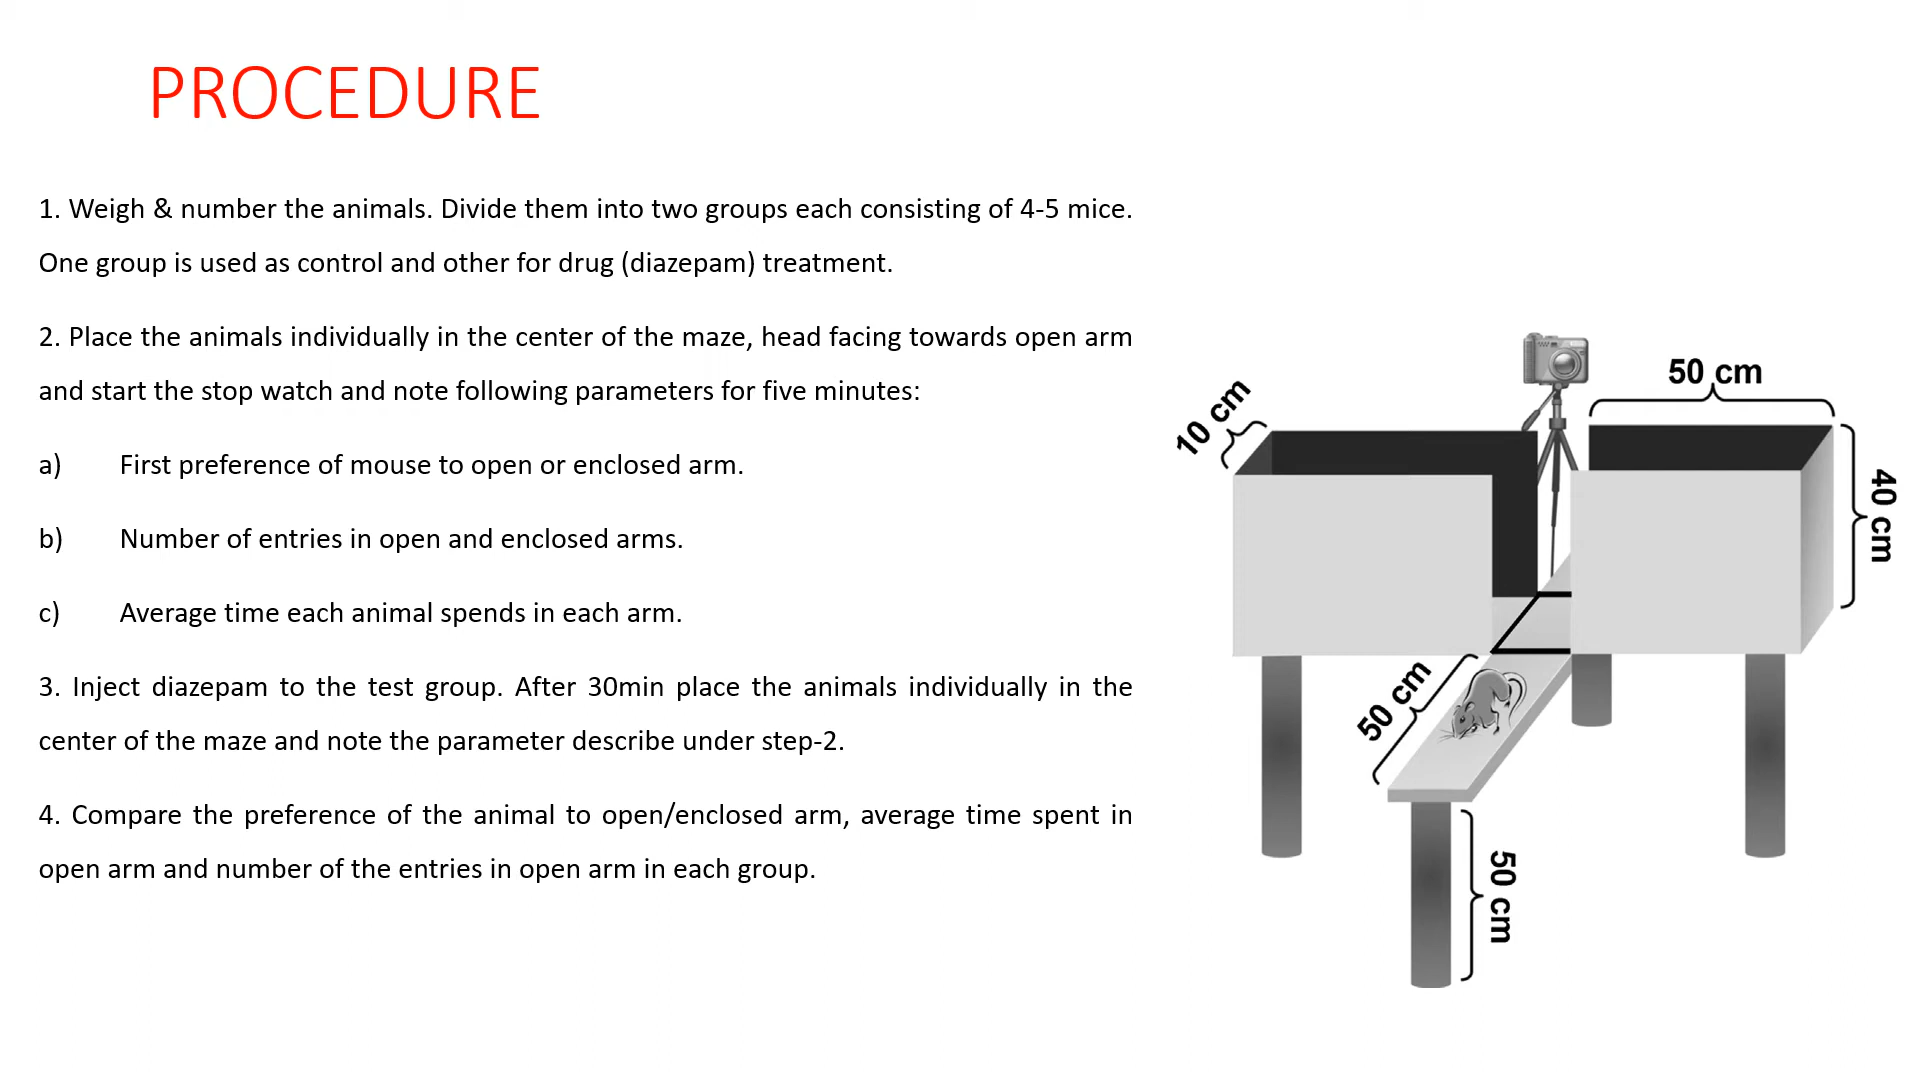 PROCEDURE
1. Weigh & number the animals. Divide them into two groups each consisting of 4-5 mice.
One group is used as control and other for drug (diazepam) treatment.
2. Place the animals individually in the center of the maze, head facing towards open arm
and start the stop watch and note following parameters for five minutes:
a) First preference of mouse to open or enclosed arm.
b) Number of entries in open and enclosed arms.
c) Average time each animal spends in each arm.
3. Inject diazepam to the test group. After 30min place the animals individually in the
center of the maze and note the parameter describe under step-2.
4. Compare the preference of the animal to open/enclosed arm, average time spent in
open arm and number of the entries in open arm in each group.
10 cm
50 cm
40 cm
50 cm
50 cm